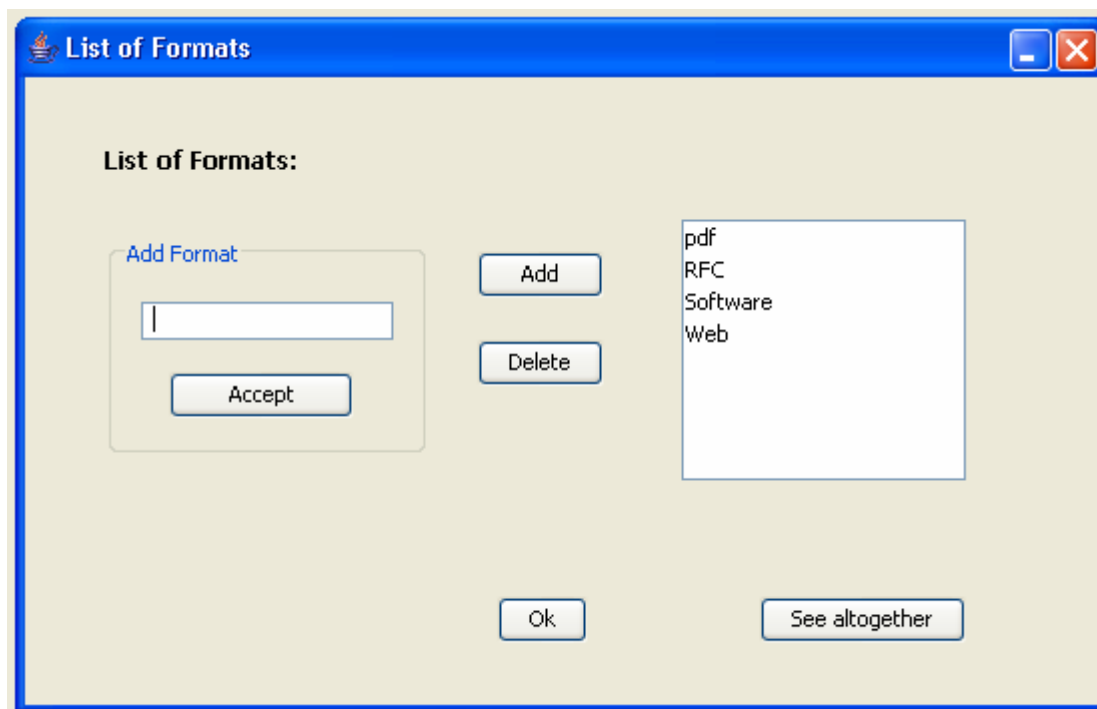 List of Formats
List of Formats:
Add Format
Accept
Add
Delete
pdf
RFC
Software
Web
Ok
See altogether